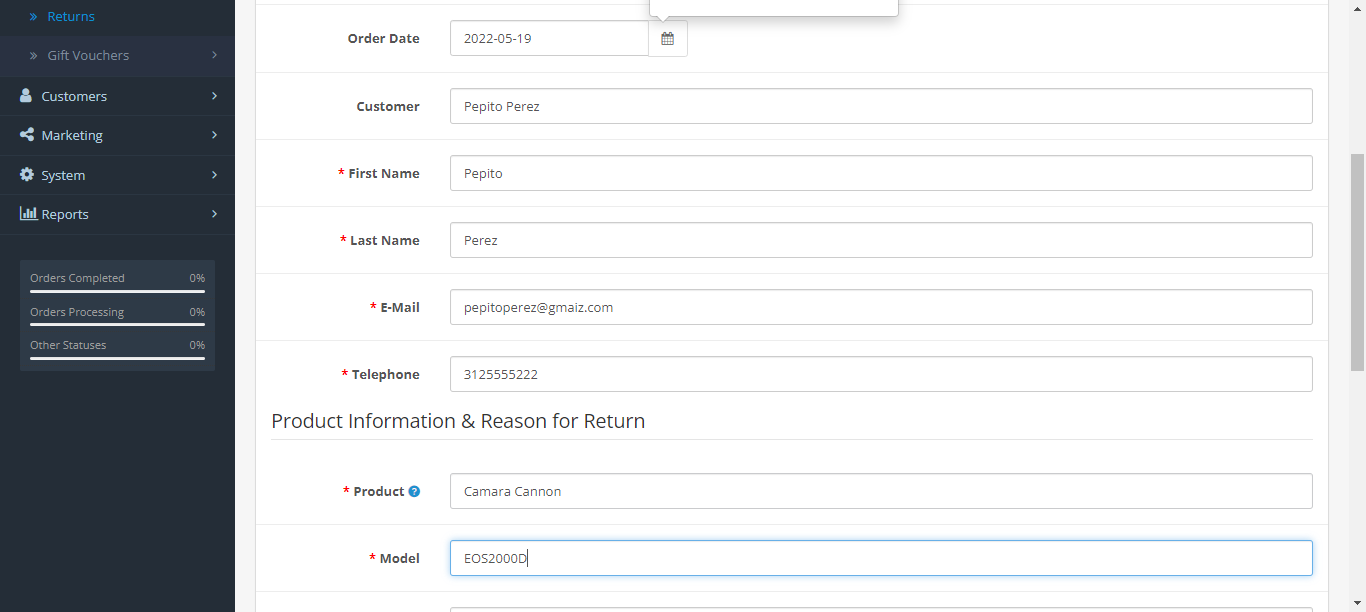 » Returns
» Gift Vouchers
Customers
Marketing
System
Reports
Orders Completed 0%
Orders Processing 0%
Other Statuses 0%
Order Date 2022-05-19
Customer Pepito Perez
* First Name Pepito
* Last Name Perez
* E-Mail pepitoperez@gmaiz.com
* Telephone 3125555222
Product Information & Reason for Return
* Product ? Camara Cannon
* Model EOS2000D